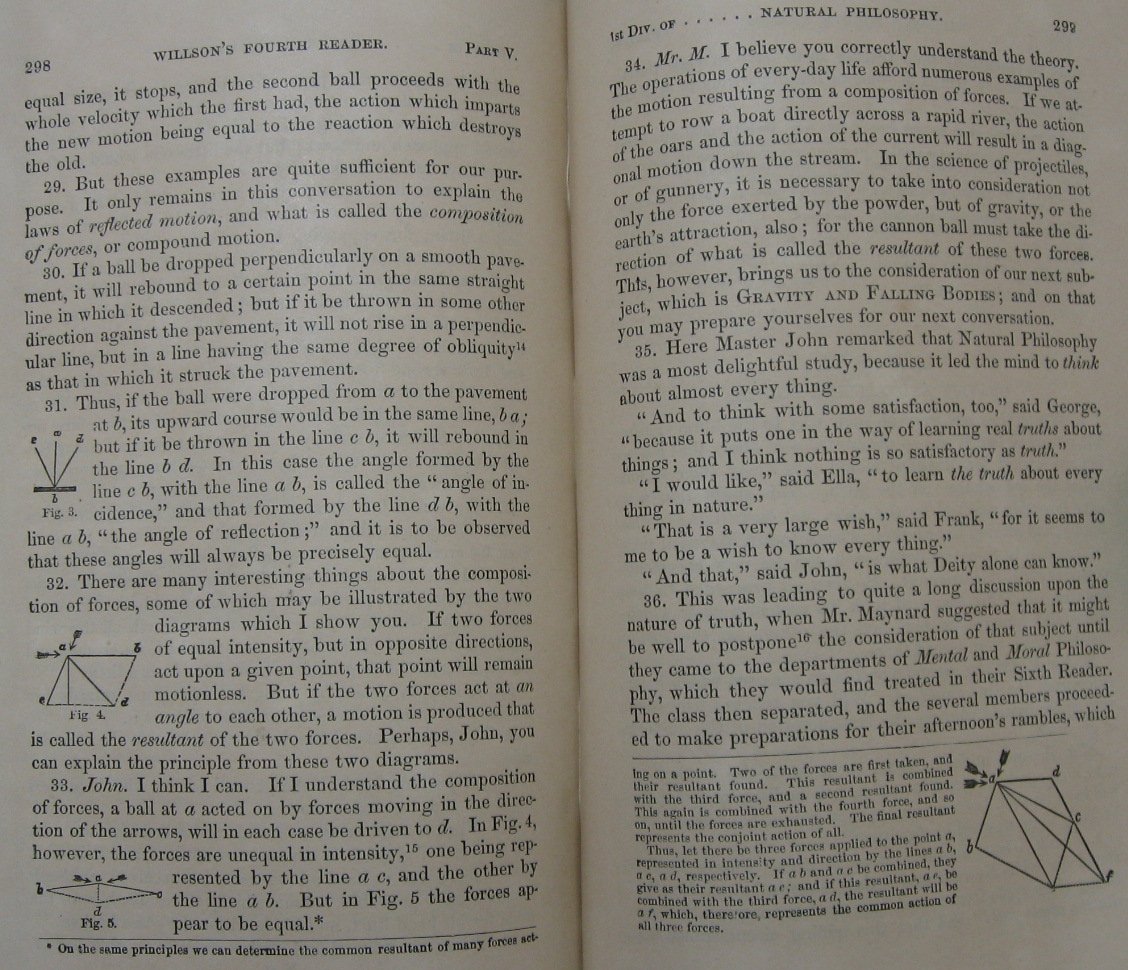 298 WILLSON'S FOURTH READER. PART V.
equal size, it stops, and the second ball proceeds with the
whole velocity which the first had, the action which imparts
the new motion being equal to the reaction which destroys
the old.
29. But these examples are quite sufficient for our pur-
pose. It only remains in this conversation to explain the
laws of reflected motion, and what is called the composition
of forces, or compound motion.
30. If a ball be dropped perpendicularly on a smooth pave-
ment, it will rebound to a certain point in the same straight
line in which it descended; but if it be thrown in some other
direction against the pavement, it will not rise in a perpendic-
ular line, but in a line having the same degree of obliquity¹⁴
as that in which it struck the pavement.
31. Thus, if the ball were dropped from a to the pavement
at b, its upward course would be in the same line, b a;
but if it be thrown in the line c b, it will rebound in
the line b d. In this case the angle formed by the
line c b, with the line a b, is called the "angle of in-
cidence," and that formed by the line d b, with the
line a b, "the angle of reflection;" and it is to be observed
that these angles will always be precisely equal.
a d
b
Fig. 3.
32. There are many interesting things about the composi-
tion of forces, some of which may be illustrated by the two
diagrams which I show you. If two forces
of equal intensity, but in opposite directions,
act upon a given point, that point will remain
motionless. But if the two forces act at an
angle to each other, a motion is produced that
is called the resultant of the two forces. Perhaps, John, you
can explain the principle from these two diagrams.
a b
d
Fig 4.
33. John. I think I can. If I understand the composition
of forces, a ball at a acted on by forces moving in the direc-
tion of the arrows, will in each case be driven to d. In Fig. 4,
however, the forces are unequal in intensity,¹⁵ one being rep-
resented by the line a c, and the other by
the line a b. But in Fig. 5 the forces ap-
pear to be equal.*
a
b c
d
Fig. 5.
* On the same principles we can determine the common resultant of many forces act-
1st DIV. OF . . . . . . NATURAL PHILOSOPHY. 299
34. Mr. M. I believe you correctly understand the theory.
The operations of every-day life afford numerous examples of
the motion resulting from a composition of forces. If we at-
tempt to row a boat directly across a rapid river, the action
of the oars and the action of the current will result in a diag-
onal motion down the stream. In the science of projectiles,
or of gunnery, it is necessary to take into consideration not
only the force exerted by the powder, but of gravity, or the
earth's attraction, also; for the cannon ball must take the di-
rection of what is called the resultant of these two forces.
This, however, brings us to the consideration of our next sub-
ject, which is GRAVITY AND FALLING BODIES; and on that
you may prepare yourselves for our next conversation.
35. Here Master John remarked that Natural Philosophy
was a most delightful study, because it led the mind to think
about almost every thing.
"And to think with some satisfaction, too," said George,
"because it puts one in the way of learning real truths about
things; and I think nothing is so satisfactory as truth."
"I would like," said Ella, "to learn the truth about every
thing in nature."
"That is a very large wish," said Frank, "for it seems to
me to be a wish to know every thing."
"And that," said John, "is what Deity alone can know."
36. This was leading to quite a long discussion upon the
nature of truth, when Mr. Maynard suggested that it might
be well to postpone¹⁶ the consideration of that subject until
they came to the departments of Mental and Moral Philoso-
phy, which they would find treated in their Sixth Reader.
The class then separated, and the several members proceed-
ed to make preparations for their afternoon's rambles, which
ing on a point. Two of the forces are first taken, and
their resultant found. This resultant is combined
with the third force, and a second resultant found.
This again is combined with the fourth force, and so
on, until the forces are exhausted. The final resultant
represents the conjoint action of all.
Thus, let there be three forces applied to the point a,
represented in intensity and direction by the lines a b,
a c, a d, respectively. If a b and a c be combined, they
give as their resultant a e; and if this resultant, a e, be
combined with the third force, a d, the resultant will be
a f, which, therefore, represents the common action of
all three forces.
a d
c
b
f